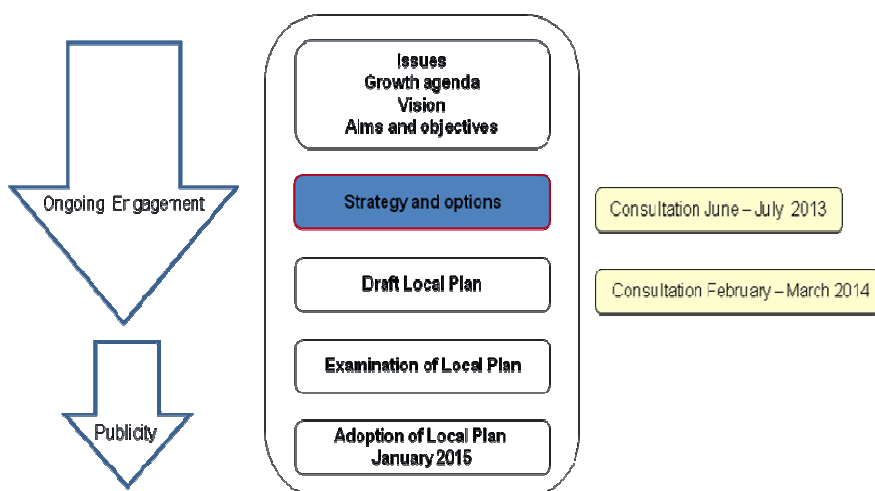 Issues
Growth agenda
Vision
Aims and objectives
Ongoing Engagement
Strategy and options
Consultation June – July 2013
Draft Local Plan
Consultation February – March 2014
Examination of Local Plan
Publicity
Adoption of Local Plan
January 2015